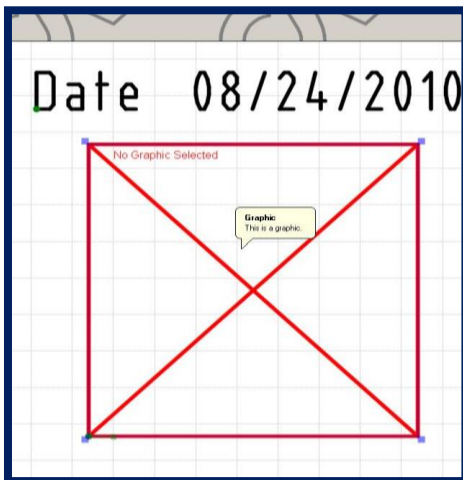 Date 08/24/2010
No Graphic Selected
Graphic
This is a graphic.